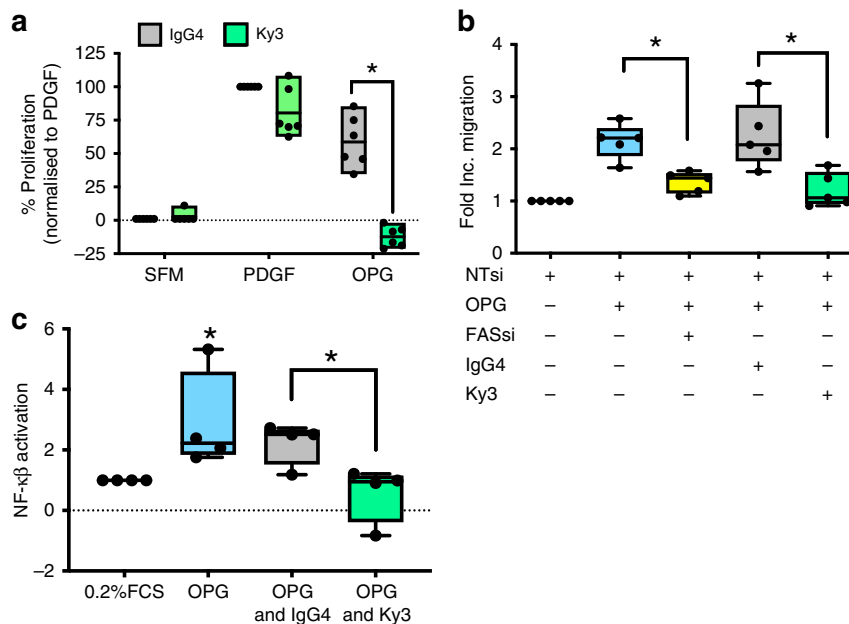 a
IgG4 Ky3
% Proliferation
(normalised to PDGF)
125
100
75
50
25
0
−25
*
SFM PDGF OPG
b
Fold Inc. migration
4
3
2
1
0
* *
NTsi + + + + +
OPG − + + + +
FASsi − − + − −
IgG4 − − − + −
Ky3 − − − − +
c
NF-κβ activation
6
4
2
0
−2
* *
0.2%FCS OPG OPG OPG
and IgG4 and Ky3